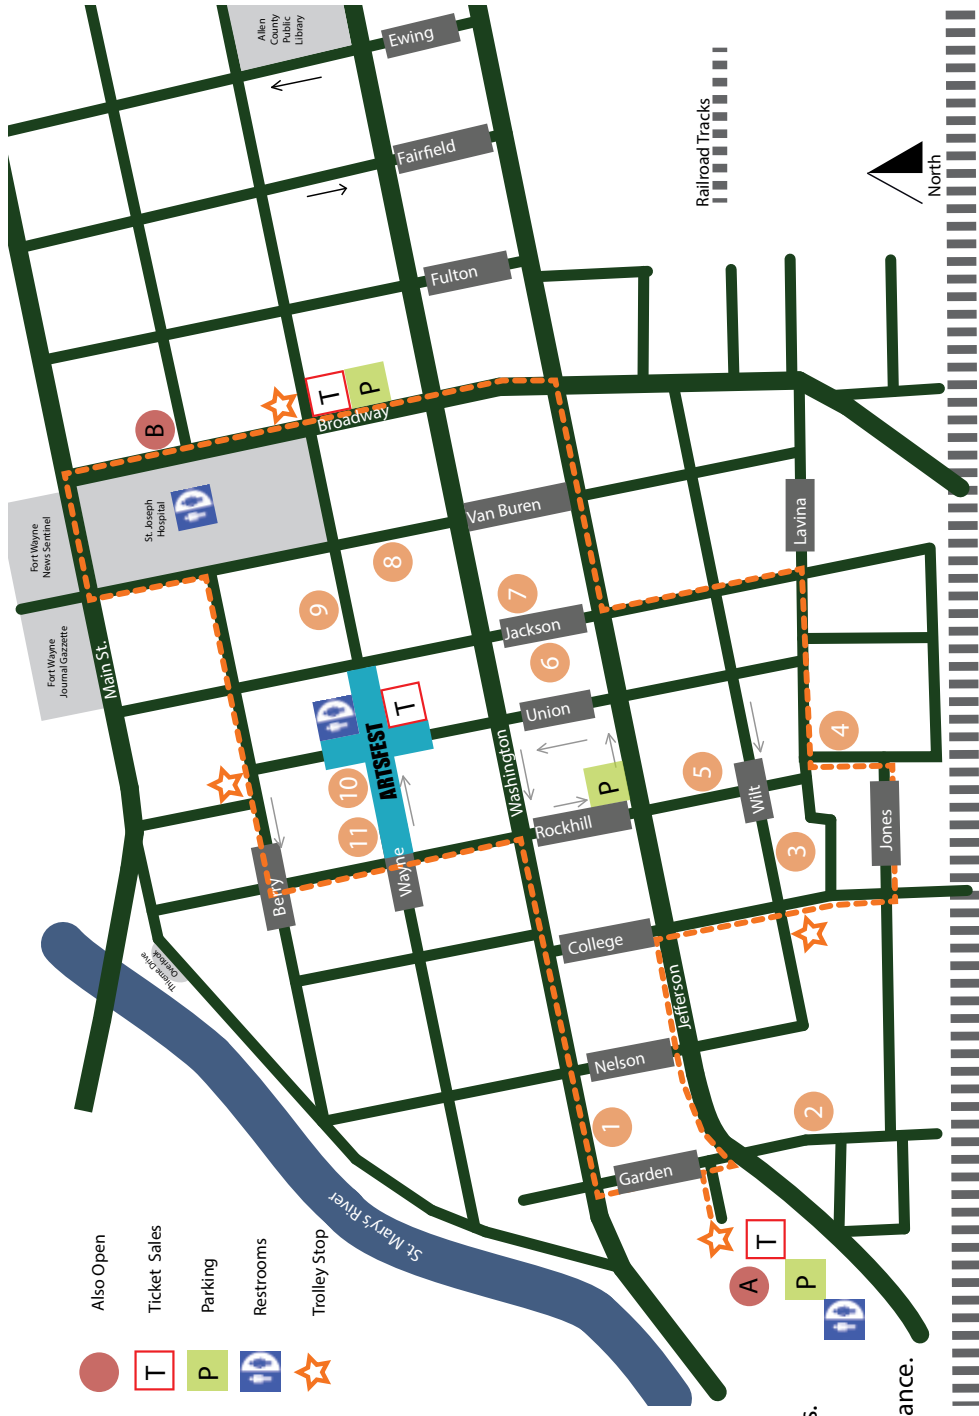 Allen
County
Public
Library
Ewing
Fairfield
Fulton
Railroad Tracks
North
B
T
P
Broadway
St. Joseph
Hospital
Fort Wayne
News Sentinel
Fort Wayne
Journal Gazzette
Main St.
Van Buren
Lavina
8
9
7
Jackson
6
Union
T
ARTSFEST
10
11
Washington
P
Rockhill
5
Wilt
4
3
Jones
Berry
Wayne
College
Jefferson
Nelson
Thieme Drive
Overlook
1
2
Garden
St. Mary's River
T
A
P
Also Open
T
Ticket Sales
P
Parking
Restrooms
Trolley Stop
s.
ance.